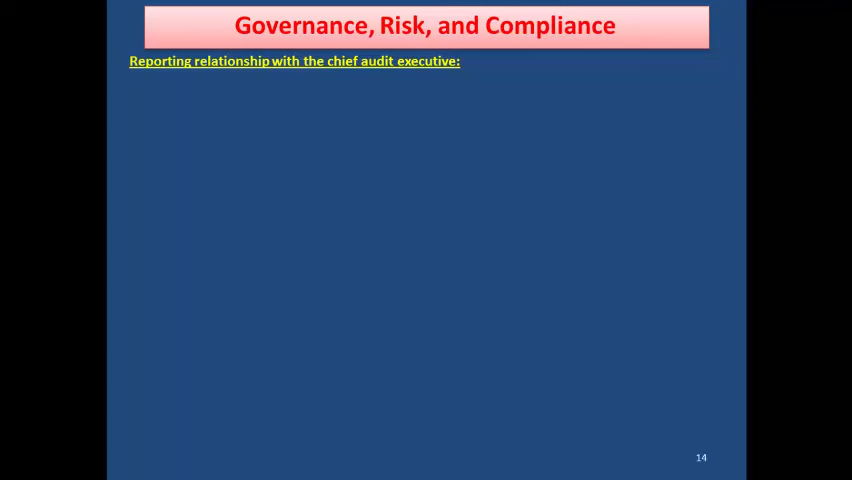 Governance, Risk, and Compliance
Reporting relationship with the chief audit executive:
14